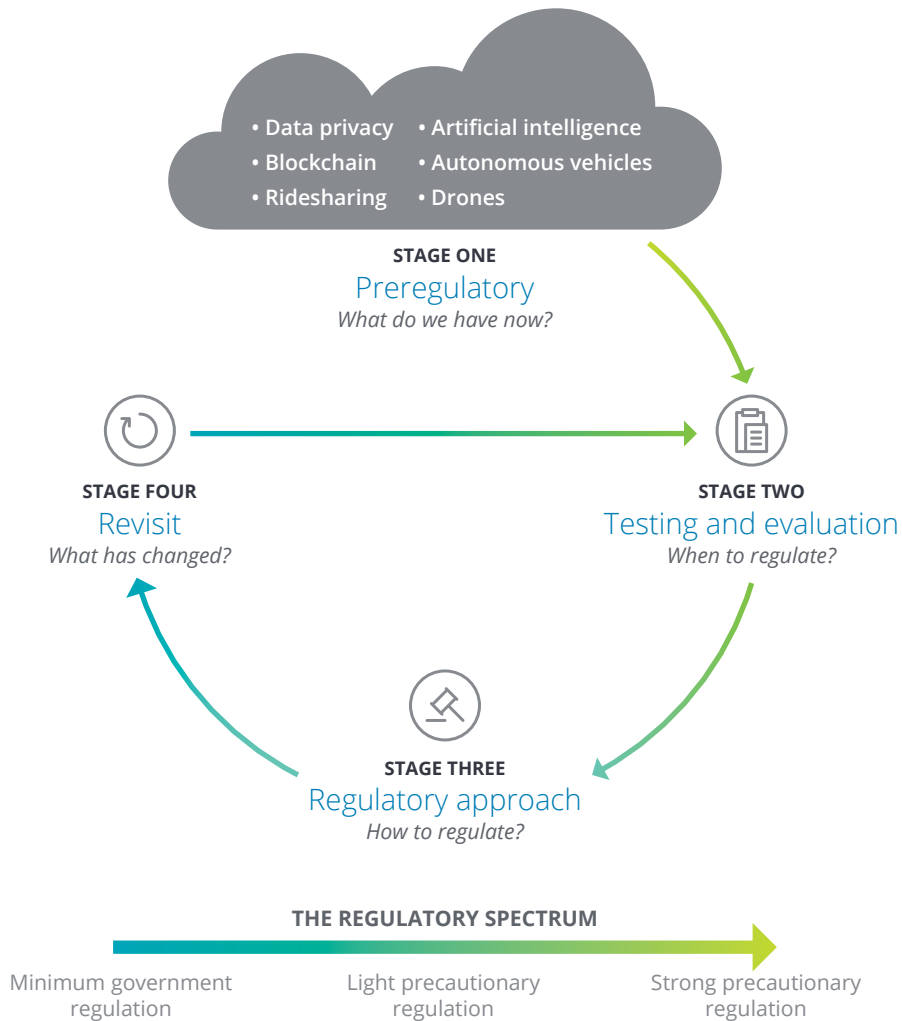 • Data privacy • Artificial intelligence
• Blockchain • Autonomous vehicles
• Ridesharing • Drones
STAGE ONE
Preregulatory
What do we have now?
STAGE FOUR
Revisit
What has changed?
STAGE TWO
Testing and evaluation
When to regulate?
STAGE THREE
Regulatory approach
How to regulate?
THE REGULATORY SPECTRUM
Minimum government
regulation
Light precautionary
regulation
Strong precautionary
regulation